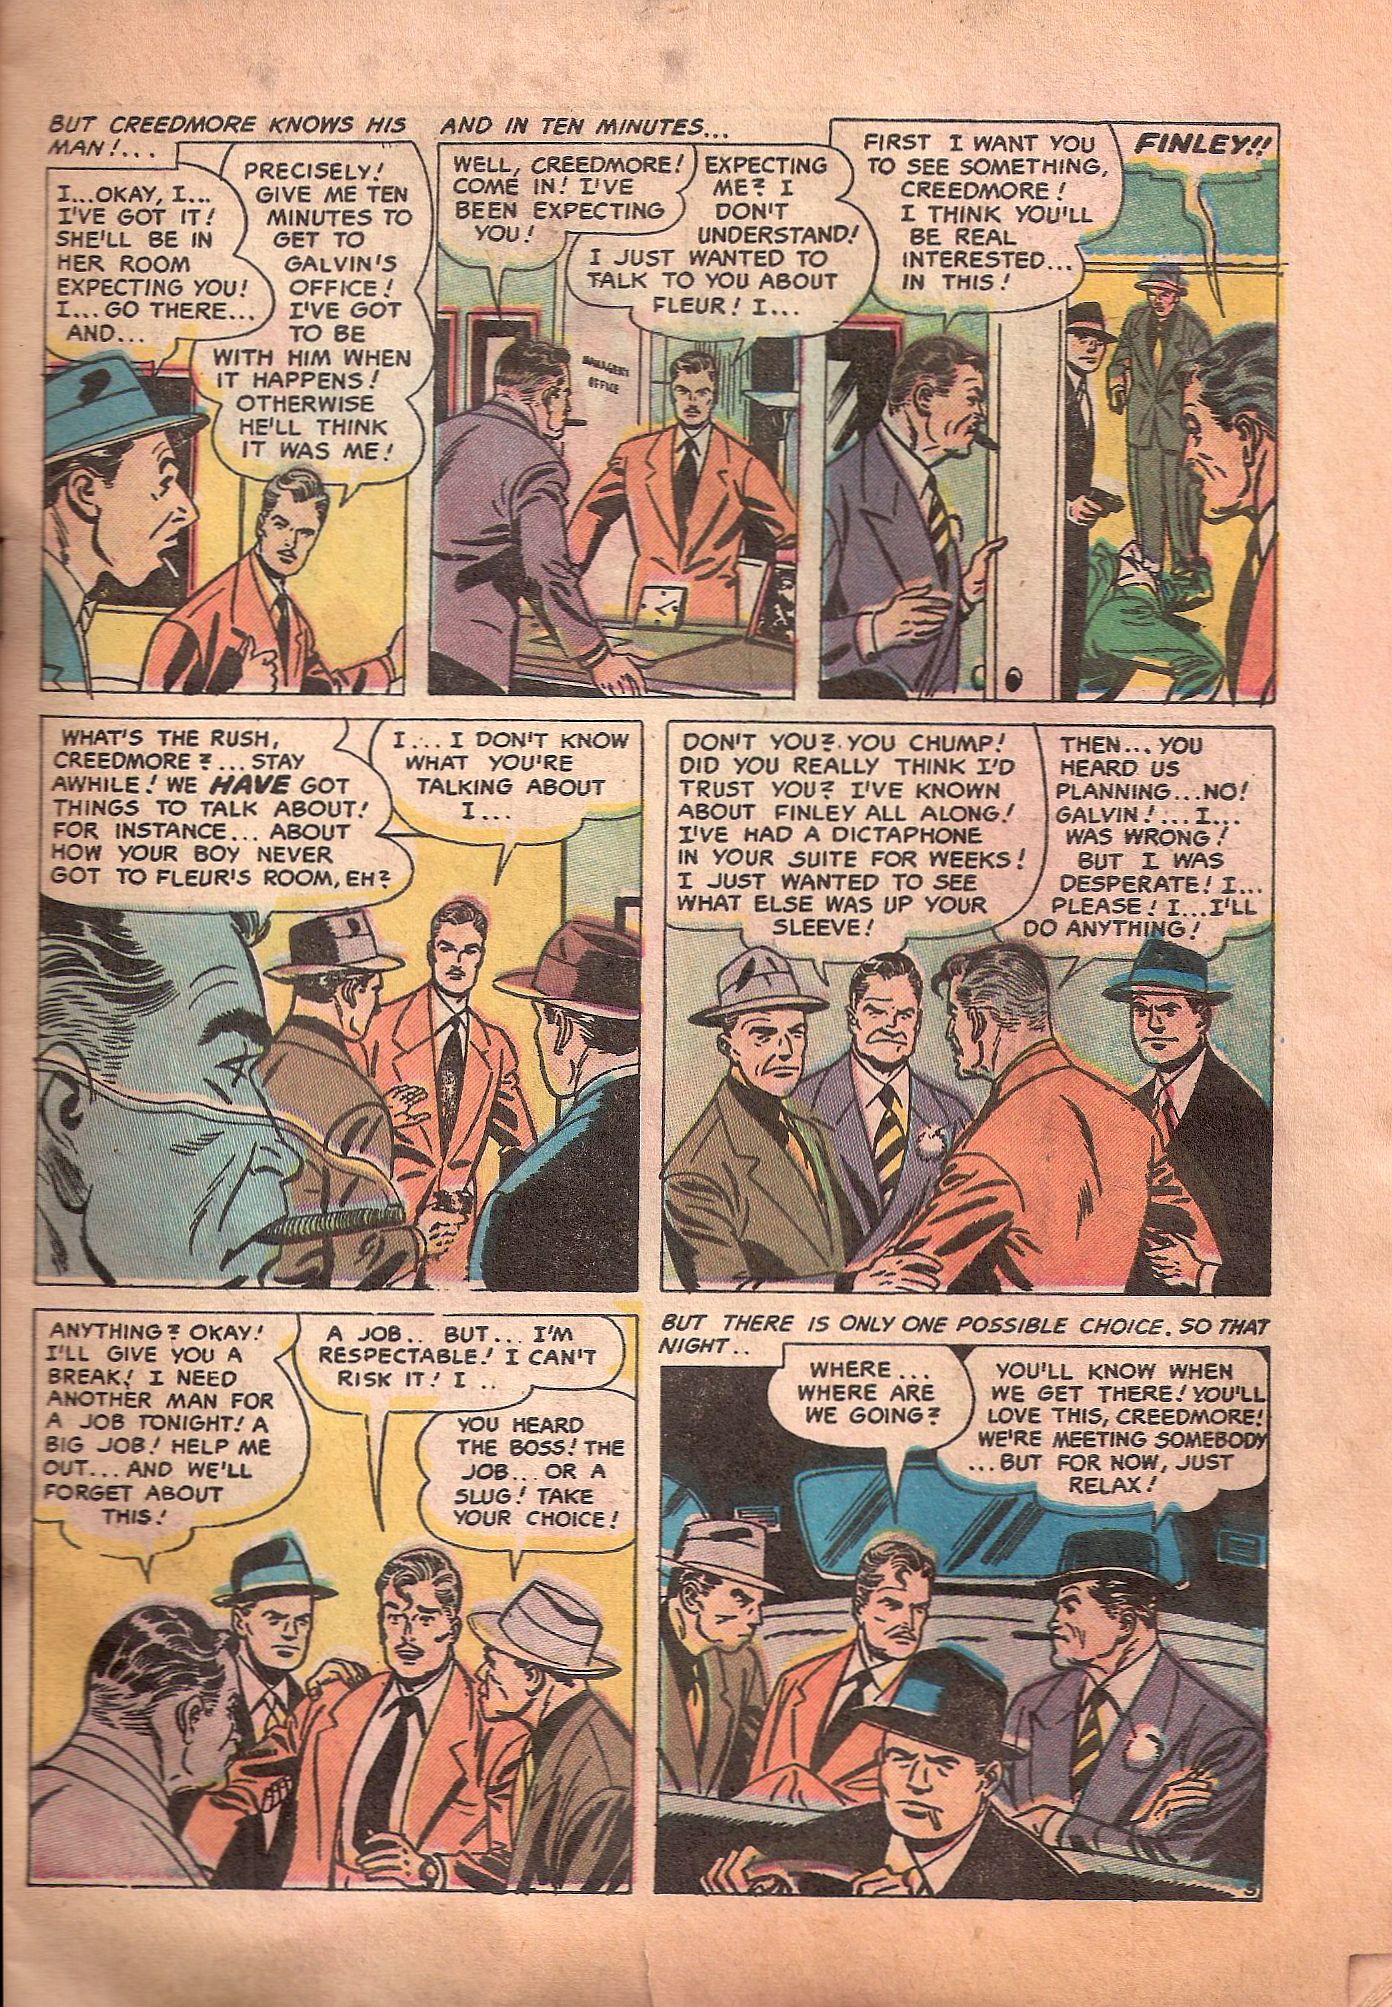 BUT CREEDMORE KNOWS HIS
MAN!...
I...OKAY, I...
I'VE GOT IT!
SHE'LL BE IN
HER ROOM
EXPECTING YOU!
I...GO THERE...
AND...
PRECISELY!
GIVE ME TEN
MINUTES TO
GET TO
GALVIN'S
OFFICE!
I'VE GOT
TO BE
WITH HIM WHEN
IT HAPPENS!
OTHERWISE
HE'LL THINK
IT WAS ME!
AND IN TEN MINUTES...
WELL, CREEDMORE!
COME IN! I'VE
BEEN EXPECTING
YOU!
EXPECTING
ME? I
DON'T
UNDERSTAND!
I JUST WANTED TO
TALK TO YOU ABOUT
FLEUR! I...
MANAGER'S
OFFICE
FIRST I WANT YOU
TO SEE SOMETHING,
CREEDMORE!
I THINK YOU'LL
BE REAL
INTERESTED...
IN THIS!
FINLEY!!
WHAT'S THE RUSH,
CREEDMORE?...STAY
AWHILE! WE HAVE GOT
THINGS TO TALK ABOUT!
FOR INSTANCE... ABOUT
HOW YOUR BOY NEVER
GOT TO FLEUR'S ROOM, EH?
I...I DON'T KNOW
WHAT YOU'RE
TALKING ABOUT
I...
DON'T YOU? YOU CHUMP!
DID YOU REALLY THINK I'D
TRUST YOU? I'VE KNOWN
ABOUT FINLEY ALL ALONG!
I'VE HAD A DICTAPHONE
IN YOUR SUITE FOR WEEKS!
I JUST WANTED TO SEE
WHAT ELSE WAS UP YOUR
SLEEVE!
THEN...YOU
HEARD US
PLANNING...NO!
GALVIN!...I...
WAS WRONG!
BUT I WAS
DESPERATE! I...
PLEASE! I...I'LL
DO ANYTHING!
ANYTHING? OKAY!
I'LL GIVE YOU A
BREAK! I NEED
ANOTHER MAN FOR
A JOB TONIGHT! A
BIG JOB! HELP ME
OUT...AND WE'LL
FORGET ABOUT
THIS!
A JOB.. BUT... I'M
RESPECTABLE! I CAN'T
RISK IT! I ..
YOU HEARD
THE BOSS! THE
JOB... OR A
SLUG! TAKE
YOUR CHOICE!
BUT THERE IS ONLY ONE POSSIBLE CHOICE. SO THAT
NIGHT..
WHERE...
WHERE ARE
WE GOING?
YOU'LL KNOW WHEN
WE GET THERE! YOU'LL
LOVE THIS, CREEDMORE!
WE'RE MEETING SOMEBODY
...BUT FOR NOW, JUST
RELAX!
5